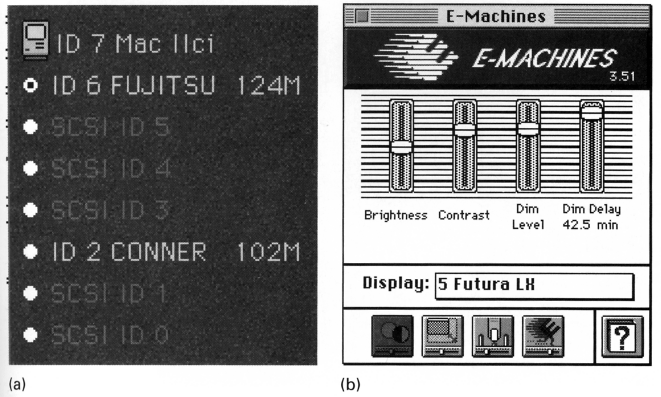 ID 7 Mac IIci
ID 6 FUJITSU 124M
SCSI ID 5
SCSI ID 4
SCSI ID 3
ID 2 CONNER 102M
SCSI ID 1
SCSI ID 0
(a)
E-Machines
E-MACHINES
3.51
Brightness Contrast Dim Level Dim Delay 42.5 min
Display: 5 Futura LX
?
(b)